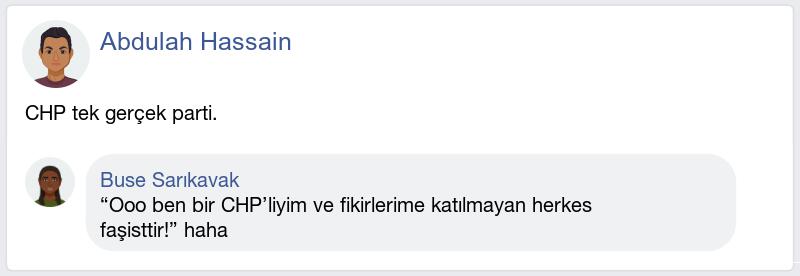 Abdulah Hassain
CHP tek gerçek parti.
Buse Sarıkavak
“Ooo ben bir CHP’liyim ve fikirlerime katılmayan herkes
faşisttir!” haha